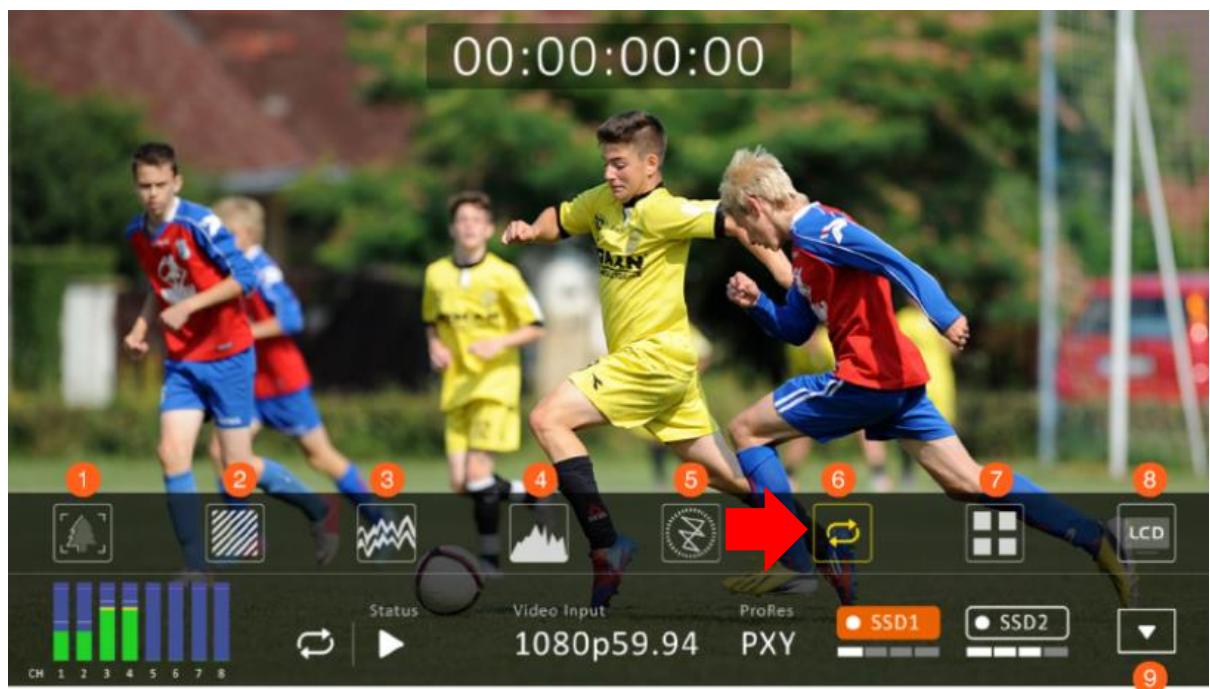 00:00:00:00
1 2 3 4 5 6 7 8
LCD
Status Video Input ProRes
1080p59.94 PXY SSD1 SSD2
CH 1 2 3 4 5 6 7 8
9